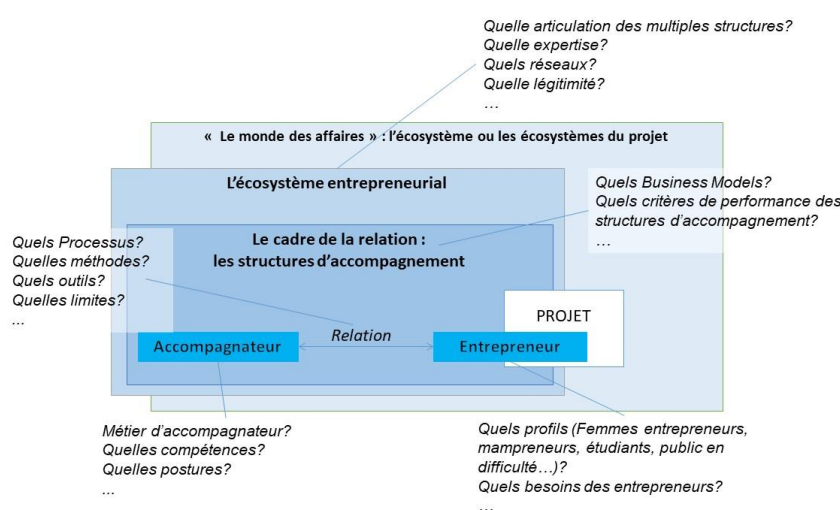 Quelle articulation des multiples structures?
Quelle expertise?
Quels réseaux?
Quelle légitimité?
…
« Le monde des affaires » : l'écosystème ou les écosystèmes du projet
L'écosystème entrepreneurial
Quels Business Models?
Quels critères de performance des
structures d'accompagnement?
…
Le cadre de la relation :
les structures d'accompagnement
Quels Processus?
Quelles méthodes?
Quels outils?
Quelles limites?
...
PROJET
Accompagnateur
Relation
Entrepreneur
Métier d'accompagnateur?
Quelles compétences?
Quelles postures?
...
Quels profils (Femmes entrepreneurs,
mampreneurs, étudiants, public en
difficulté…)?
Quels besoins des entrepreneurs?
…